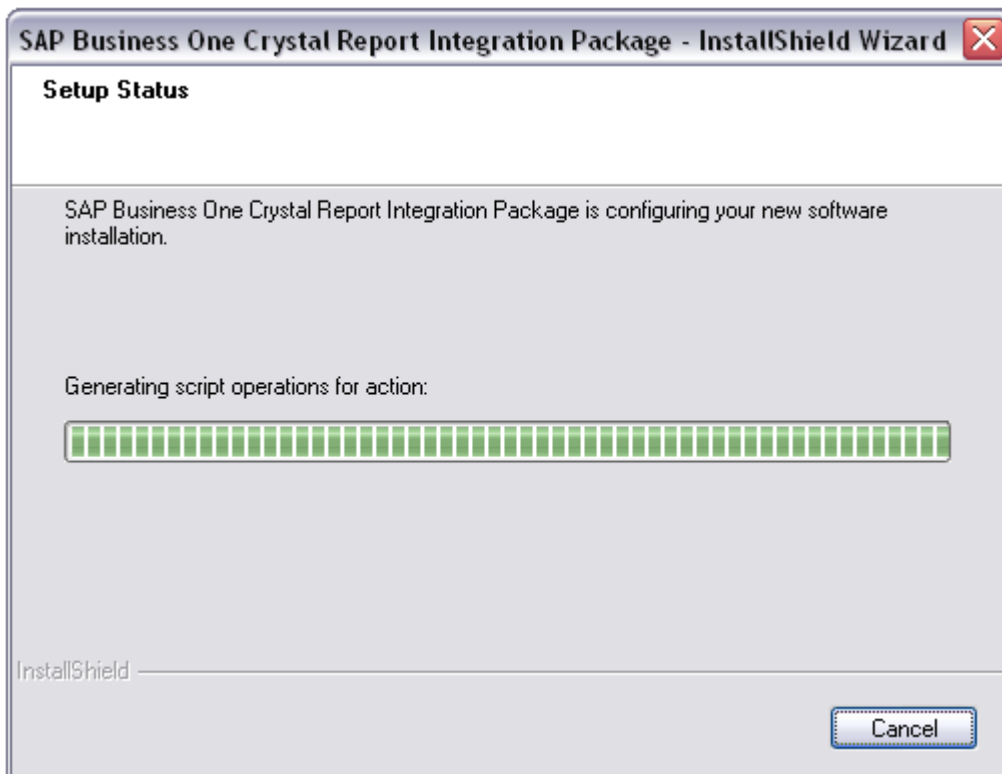 SAP Business One Crystal Report Integration Package - InstallShield Wizard
Setup Status
SAP Business One Crystal Report Integration Package is configuring your new software
installation.
Generating script operations for action:
InstallShield
Cancel